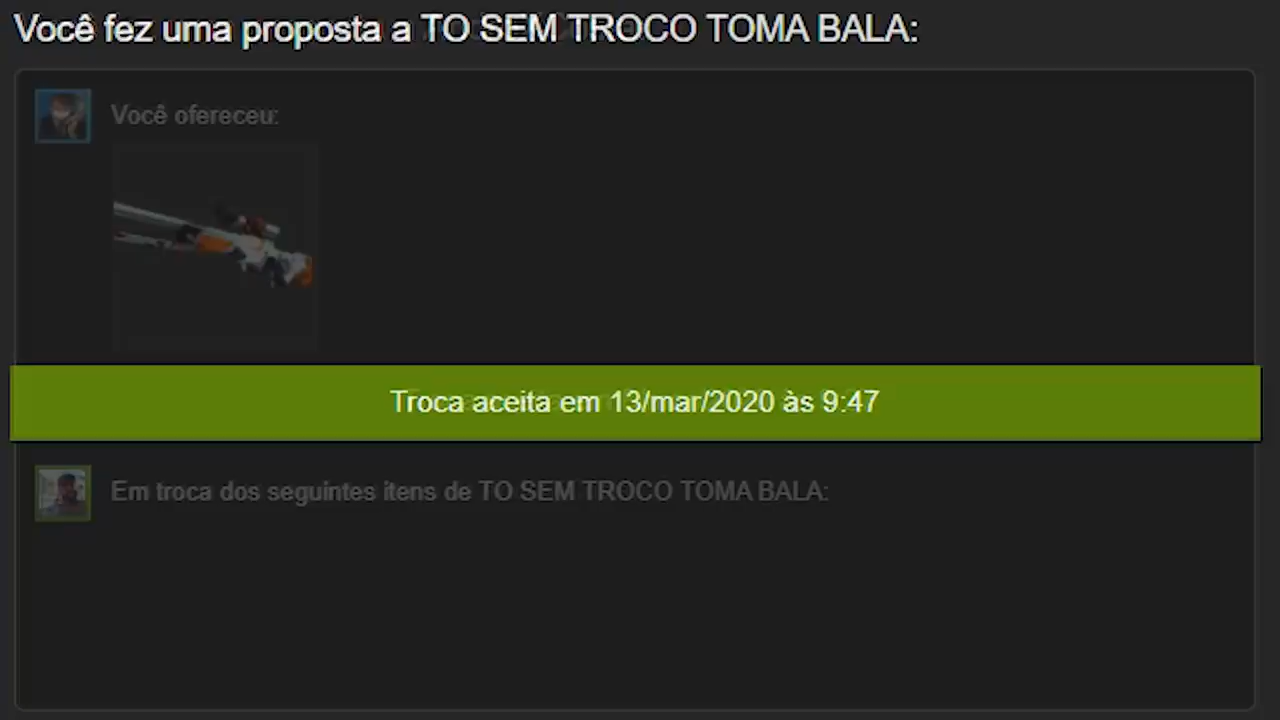 Você fez uma proposta a TO SEM TROCO TOMA BALA:
Você ofereceu:
Troca aceita em 13/mar/2020 às 9:47
Em troca dos seguintes itens de TO SEM TROCO TOMA BALA: